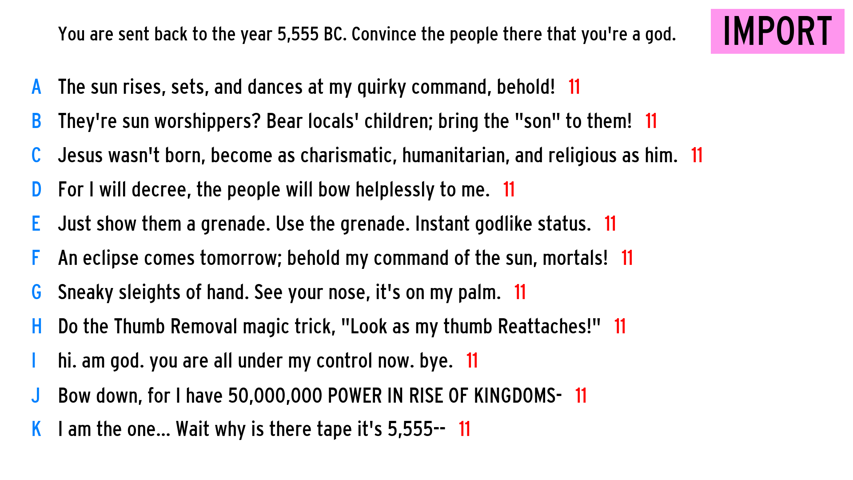 You are sent back to the year 5,555 BC. Convince the people there that you're a god.
IMPORT
A The sun rises, sets, and dances at my quirky command, behold! 11
B They're sun worshippers? Bear locals' children; bring the "son" to them! 11
C Jesus wasn't born, become as charismatic, humanitarian, and religious as him. 11
D For I will decree, the people will bow helplessly to me. 11
E Just show them a grenade. Use the grenade. Instant godlike status. 11
F An eclipse comes tomorrow; behold my command of the sun, mortals! 11
G Sneaky sleights of hand. See your nose, it's on my palm. 11
H Do the Thumb Removal magic trick, "Look as my thumb Reattaches!" 11
I hi. am god. you are all under my control now. bye. 11
J Bow down, for I have 50,000,000 POWER IN RISE OF KINGDOMS- 11
K I am the one... Wait why is there tape it's 5,555-- 11